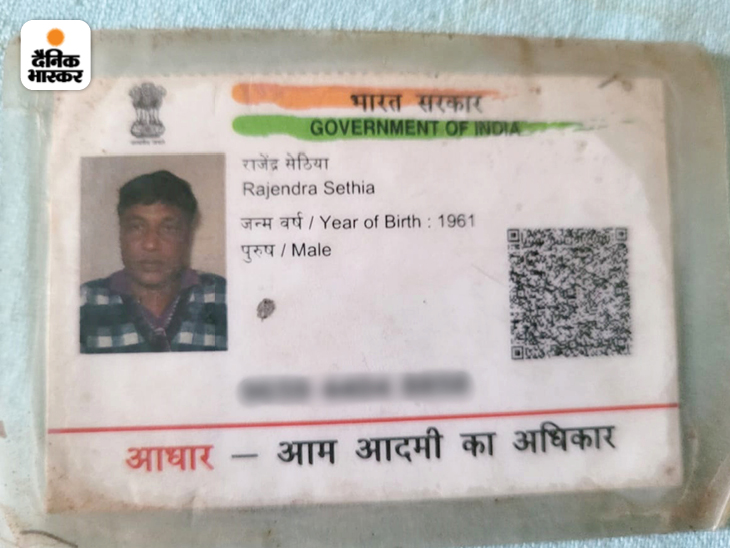 दैनिक
भास्कर
भारत सरकार
GOVERNMENT OF INDIA
राजेंद्र सेठिया
Rajendra Sethia
जन्म वर्ष / Year of Birth : 1961
पुरुष / Male
आधार – आम आदमी का अधिकार